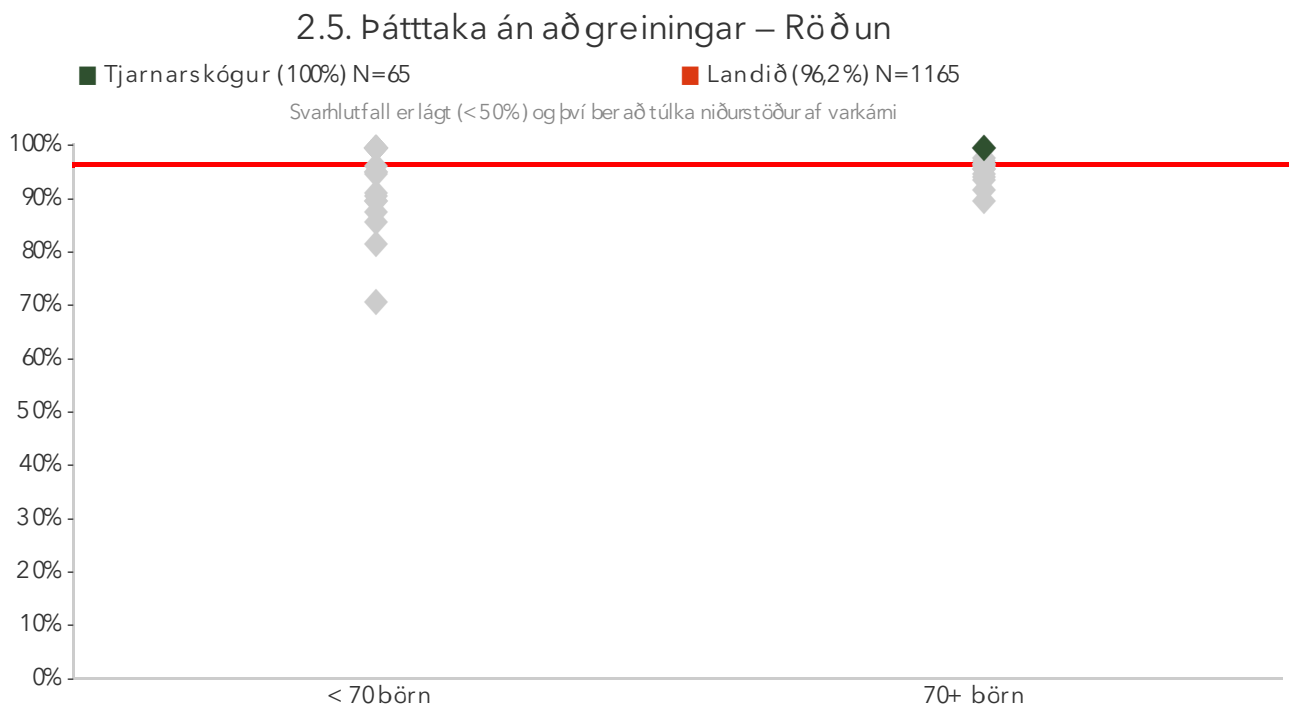 2.5. Þátttaka án aðgreiningar – Röðun
Tjarnarskógur (100%) N=65 Landið (96,2%) N=1165
Svarhlutfall er lágt (<50%) og því ber að túlka niðurstöður af varkárni
100%
90%
80%
70%
60%
50%
40%
30%
20%
10%
0%
< 70 börn 70+ börn